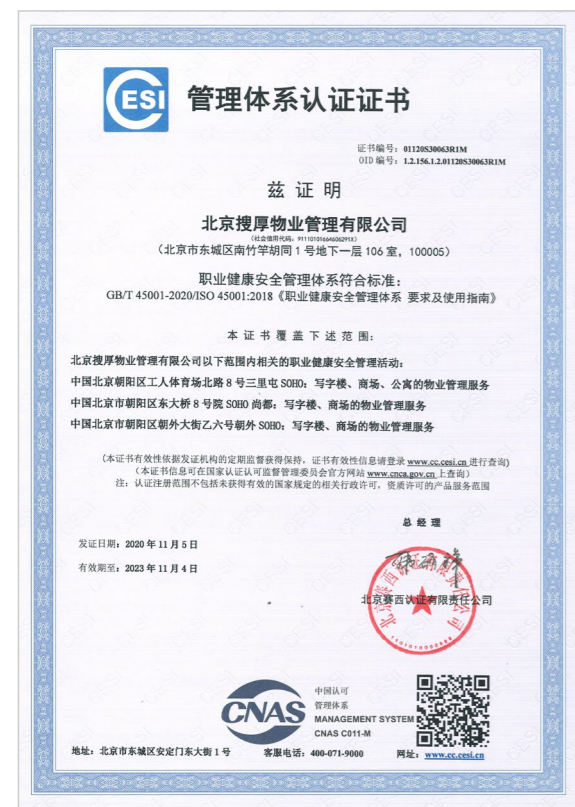 CESI
管理体系认证证书
证书编号：01120S30063R1M
OID 编号：1.2.156.1.2.01120S30063R1M
兹 证 明
北京搜厚物业管理有限公司
（社会信用代码：91110101664606291X）
（北京市东城区南竹竿胡同 1 号地下一层 106 室，100005）
职业健康安全管理体系符合标准：
GB/T 45001-2020/ISO 45001:2018《职业健康安全管理体系 要求及使用指南》
本 证 书 覆 盖 下 述 范 围：
北京搜厚物业管理有限公司以下范围内相关的职业健康安全管理活动：
中国北京朝阳区工人体育场北路 8 号三里屯 SOHO：写字楼、商场、公寓的物业管理服务
中国北京市朝阳区东大桥 8 号院 SOHO 尚都：写字楼、商场的物业管理服务
中国北京市朝阳区朝外大街乙六号朝外 SOHO：写字楼、商场的物业管理服务
（本证书有效性依据发证机构的定期监督获得保持，证书有效性信息请登录 www.cc.cesi.cn 进行查询）
（本证书信息可在国家认证认可监督管理委员会官方网站 www.cnca.gov.cn 上查询）
注：认证注册范围不包括未获得有效的国家规定的相关行政许可、资质许可的产品服务范围
总 经 理
发证日期：2020 年 11 月 5 日
有效期至：2023 年 11 月 4 日
北京赛西认证有限责任公司
CNAS
中国认可
管理体系
MANAGEMENT SYSTEM
CNAS C011-M
地址：北京市东城区安定门东大街 1 号 客服电话：400-071-9000 网址：www.cc.cesi.cn